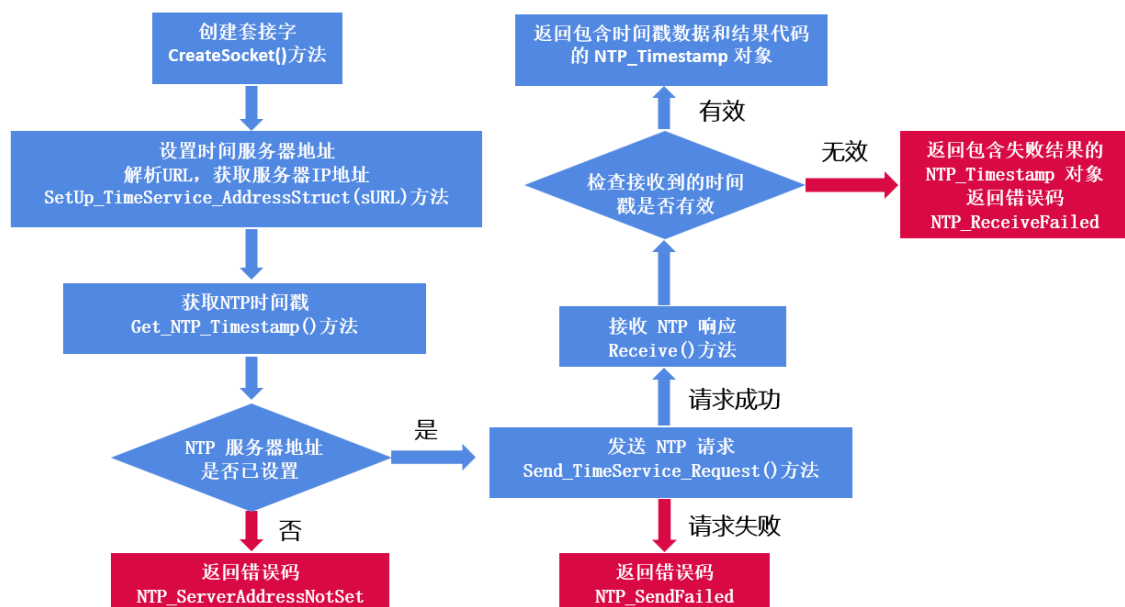 创建套接字
CreateSocket()方法
设置时间服务器地址
解析URL，获取服务器IP地址
SetUp_TimeService_AddressStruct(sURL)方法
获取NTP时间戳
Get_NTP_Timestamp()方法
NTP 服务器地址
是否已设置
是
否
返回错误码
NTP_ServerAddressNotSet
发送 NTP 请求
Send_TimeService_Request()方法
请求失败
返回错误码
NTP_SendFailed
请求成功
接收 NTP 响应
Receive()方法
检查接收到的时间
戳是否有效
无效
返回包含失败结果的
NTP_Timestamp 对象
返回错误码
NTP_ReceiveFailed
有效
返回包含时间戳数据和结果代码
的 NTP_Timestamp 对象